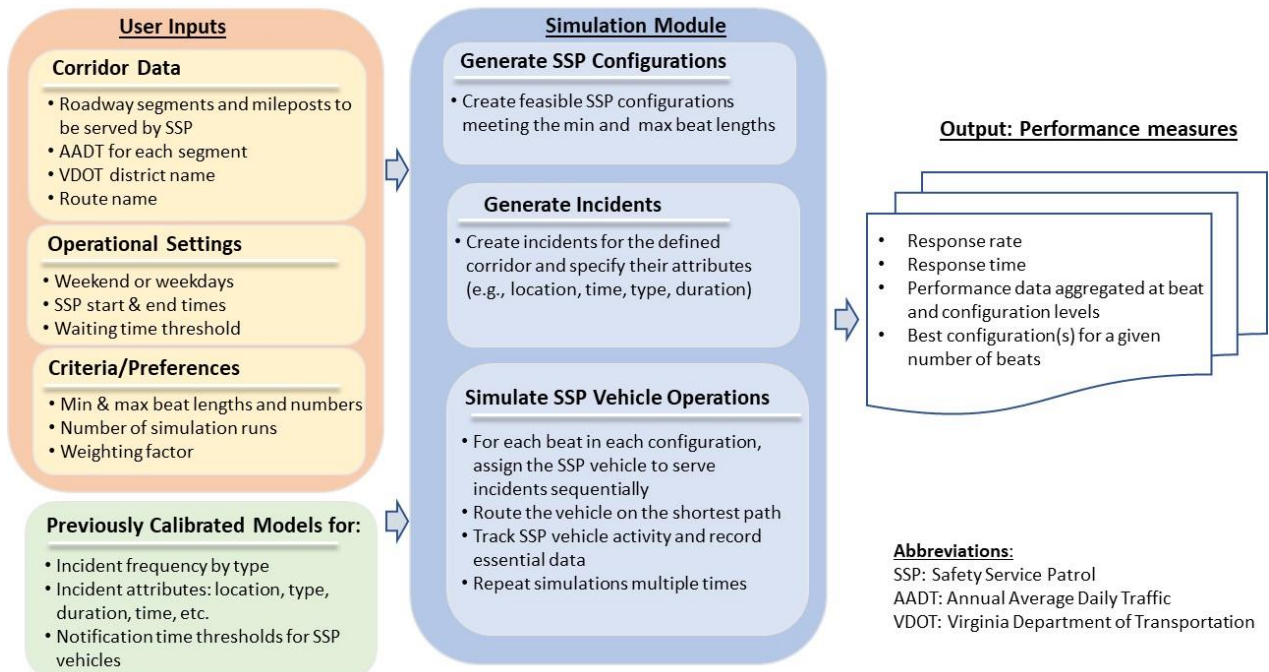 User Inputs
Corridor Data
• Roadway segments and mileposts to
be served by SSP
• AADT for each segment
• VDOT district name
• Route name
Operational Settings
• Weekend or weekdays
• SSP start & end times
• Waiting time threshold
Criteria/Preferences
• Min & max beat lengths and numbers
• Number of simulation runs
• Weighting factor
Previously Calibrated Models for:
• Incident frequency by type
• Incident attributes: location, type,
duration, time, etc.
• Notification time thresholds for SSP
vehicles
Simulation Module
Generate SSP Configurations
• Create feasible SSP configurations
meeting the min and max beat lengths
Generate Incidents
• Create incidents for the defined
corridor and specify their attributes
(e.g., location, time, type, duration)
Simulate SSP Vehicle Operations
• For each beat in each configuration,
assign the SSP vehicle to serve
incidents sequentially
• Route the vehicle on the shortest path
• Track SSP vehicle activity and record
essential data
• Repeat simulations multiple times
Output: Performance measures
• Response rate
• Response time
• Performance data aggregated at beat
and configuration levels
• Best configuration(s) for a given
number of beats
Abbreviations:
SSP: Safety Service Patrol
AADT: Annual Average Daily Traffic
VDOT: Virginia Department of Transportation